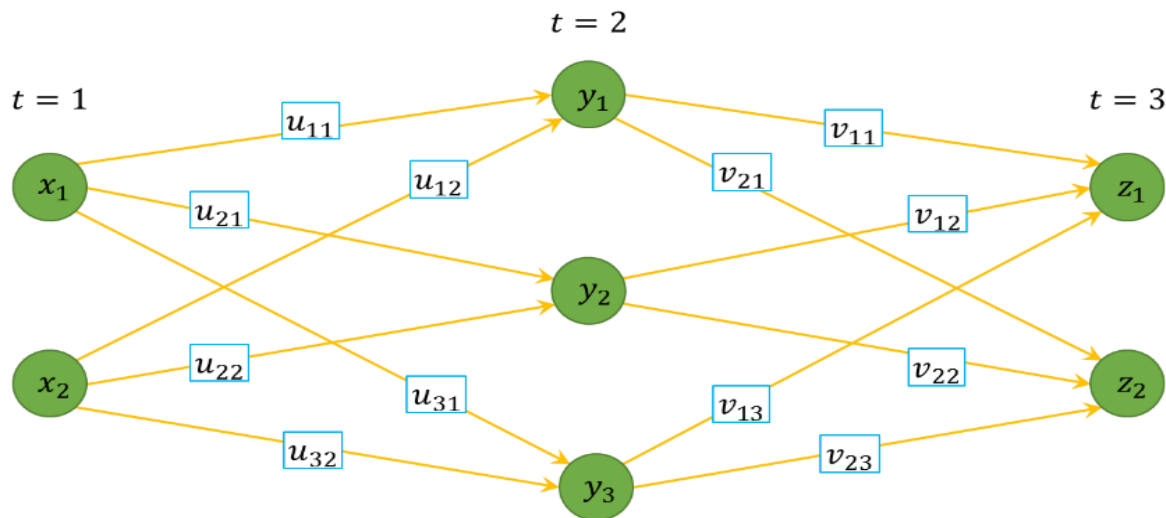 t = 2
t = 1
t = 3
y₁
u₁₁
v₁₁
x₁
u₁₂
v₂₁
z₁
u₂₁
v₁₂
y₂
u₂₂
v₂₂
x₂
z₂
u₃₁
v₁₃
u₃₂
v₂₃
y₃